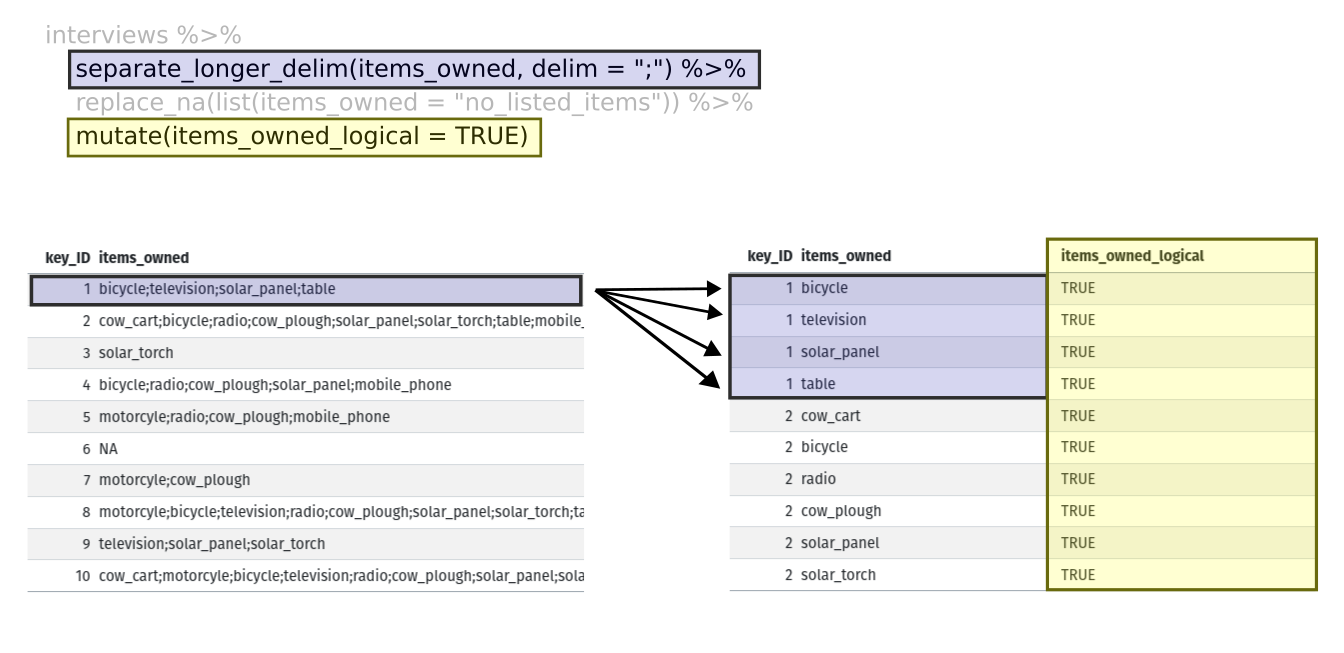 interviews %>%
separate_longer_delim(items_owned, delim = ";") %>%
replace_na(list(items_owned = "no_listed_items")) %>%
mutate(items_owned_logical = TRUE)
key_ID items_owned
1 bicycle;television;solar_panel;table
2 cow_cart;bicycle;radio;cow_plough;solar_panel;solar_torch;table;mobile_
3 solar_torch
4 bicycle;radio;cow_plough;solar_panel;mobile_phone
5 motorcyle;radio;cow_plough;mobile_phone
6 NA
7 motorcyle;cow_plough
8 motorcyle;bicycle;television;radio;cow_plough;solar_panel;solar_torch;ta
9 television;solar_panel;solar_torch
10 cow_cart;motorcyle;bicycle;television;radio;cow_plough;solar_panel;sola
key_ID items_owned items_owned_logical
1 bicycle TRUE
1 television TRUE
1 solar_panel TRUE
1 table TRUE
2 cow_cart TRUE
2 bicycle TRUE
2 radio TRUE
2 cow_plough TRUE
2 solar_panel TRUE
2 solar_torch TRUE